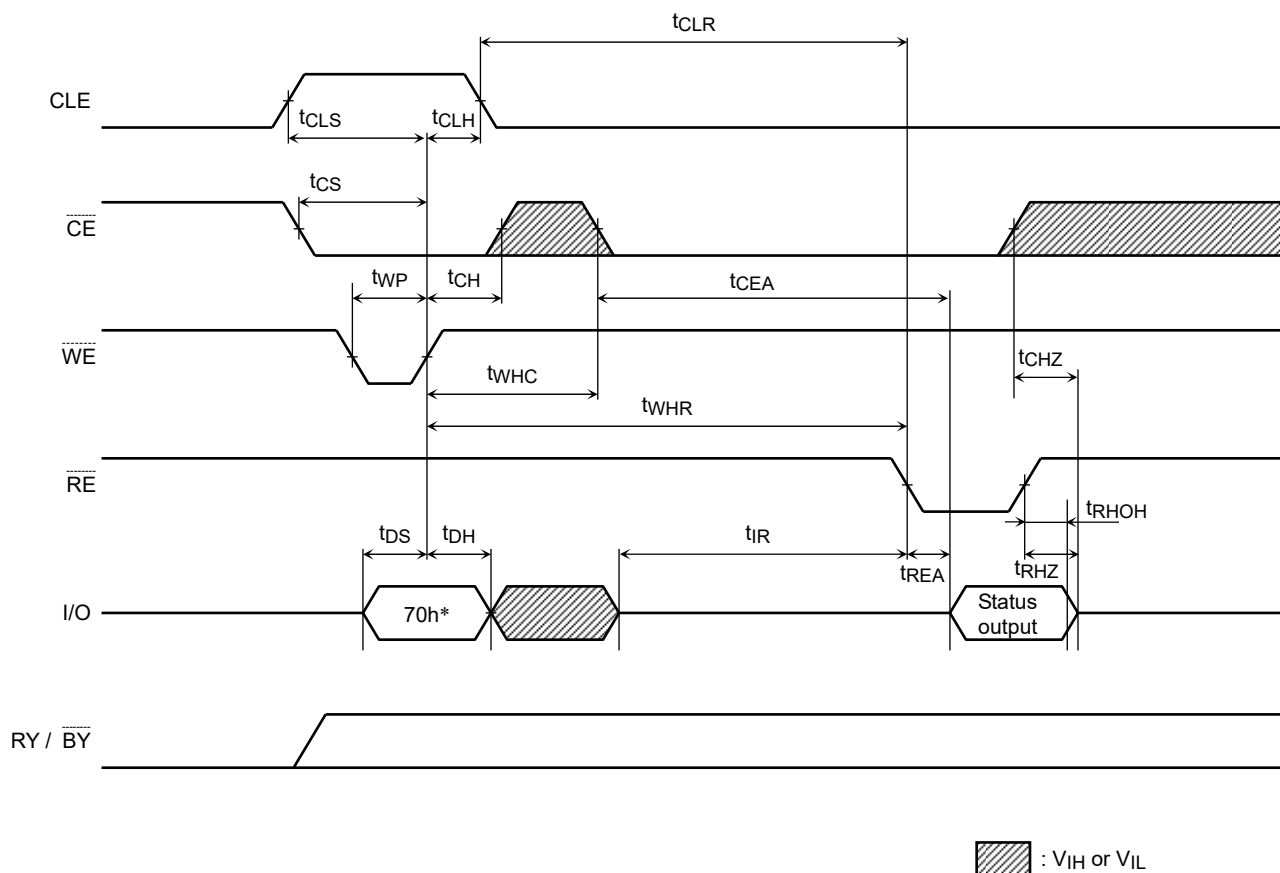 tCLR
CLE
tCLS
tCLH
tCS
CE
tWP
tCH
tCEA
WE
tCHZ
tWHC
tWHR
RE
tRHOH
tDS
tDH
tIR
tREA
tRHZ
I/O
70h*
Status
output
RY / BY
: VIH or VIL